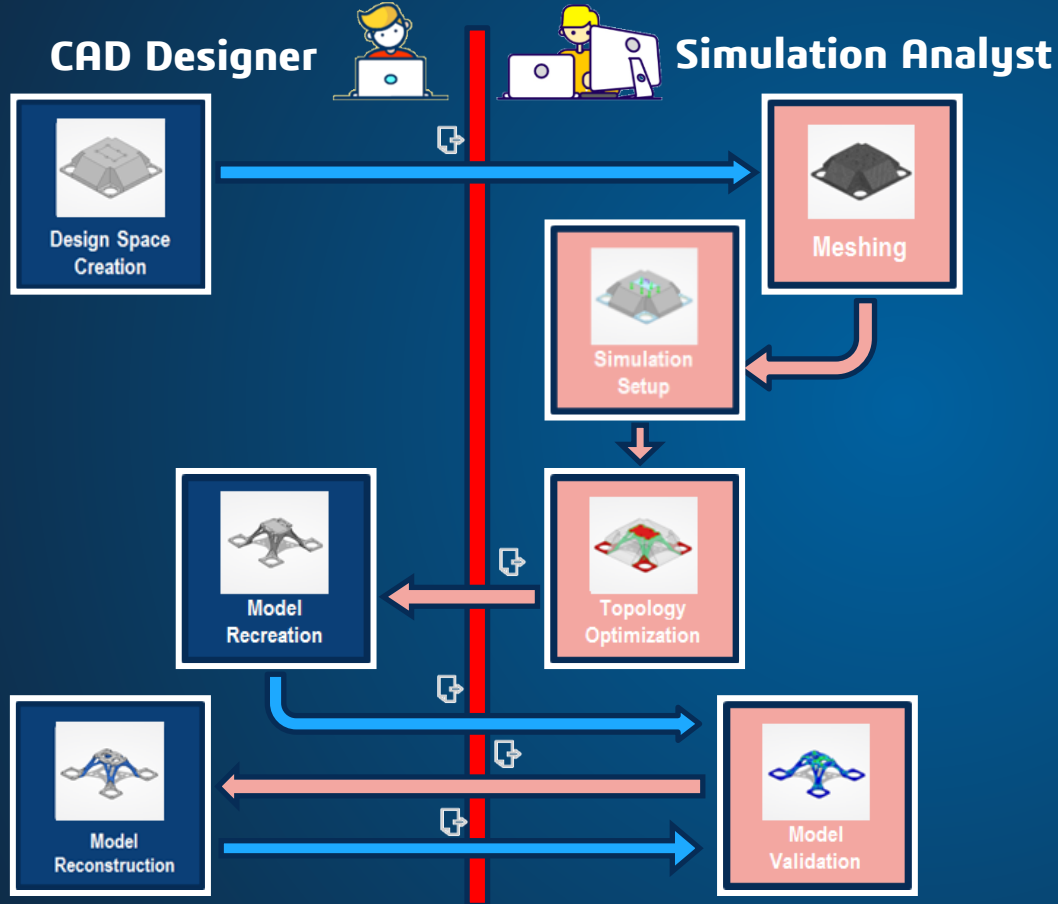 CAD Designer
Simulation Analyst
Design Space
Creation
Meshing
Simulation
Setup
Model
Recreation
Topology
Optimization
Model
Reconstruction
Model
Validation